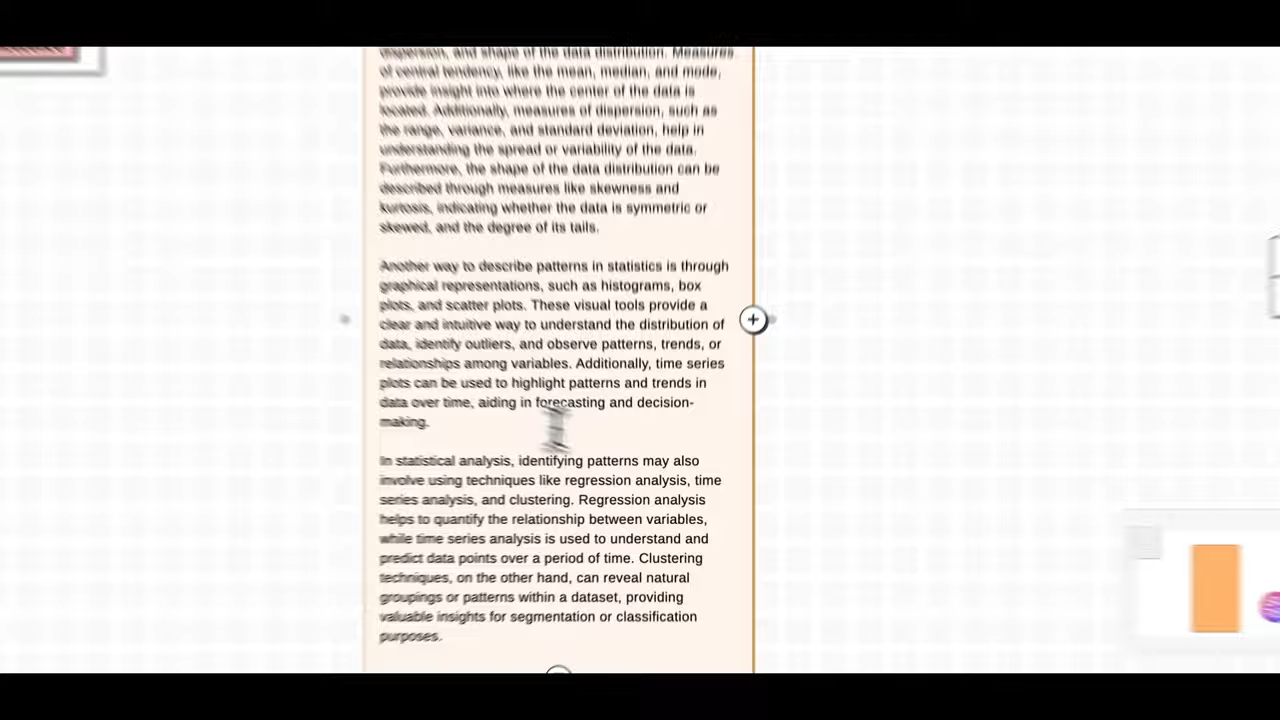 dispersion, and shape of the data distribution. Measures
of central tendency, like the mean, median, and mode,
provide insight into where the center of the data is
located. Additionally, measures of dispersion, such as
the range, variance, and standard deviation, help in
understanding the spread or variability of the data.
Furthermore, the shape of the data distribution can be
described through measures like skewness and
kurtosis, indicating whether the data is symmetric or
skewed, and the degree of its tails.
Another way to describe patterns in statistics is through
graphical representations, such as histograms, box
plots, and scatter plots. These visual tools provide a
clear and intuitive way to understand the distribution of
data, identify outliers, and observe patterns, trends, or
relationships among variables. Additionally, time series
plots can be used to highlight patterns and trends in
data over time, aiding in forecasting and decision-
making.
In statistical analysis, identifying patterns may also
involve using techniques like regression analysis, time
series analysis, and clustering. Regression analysis
helps to quantify the relationship between variables,
while time series analysis is used to understand and
predict data points over a period of time. Clustering
techniques, on the other hand, can reveal natural
groupings or patterns within a dataset, providing
valuable insights for segmentation or classification
purposes.